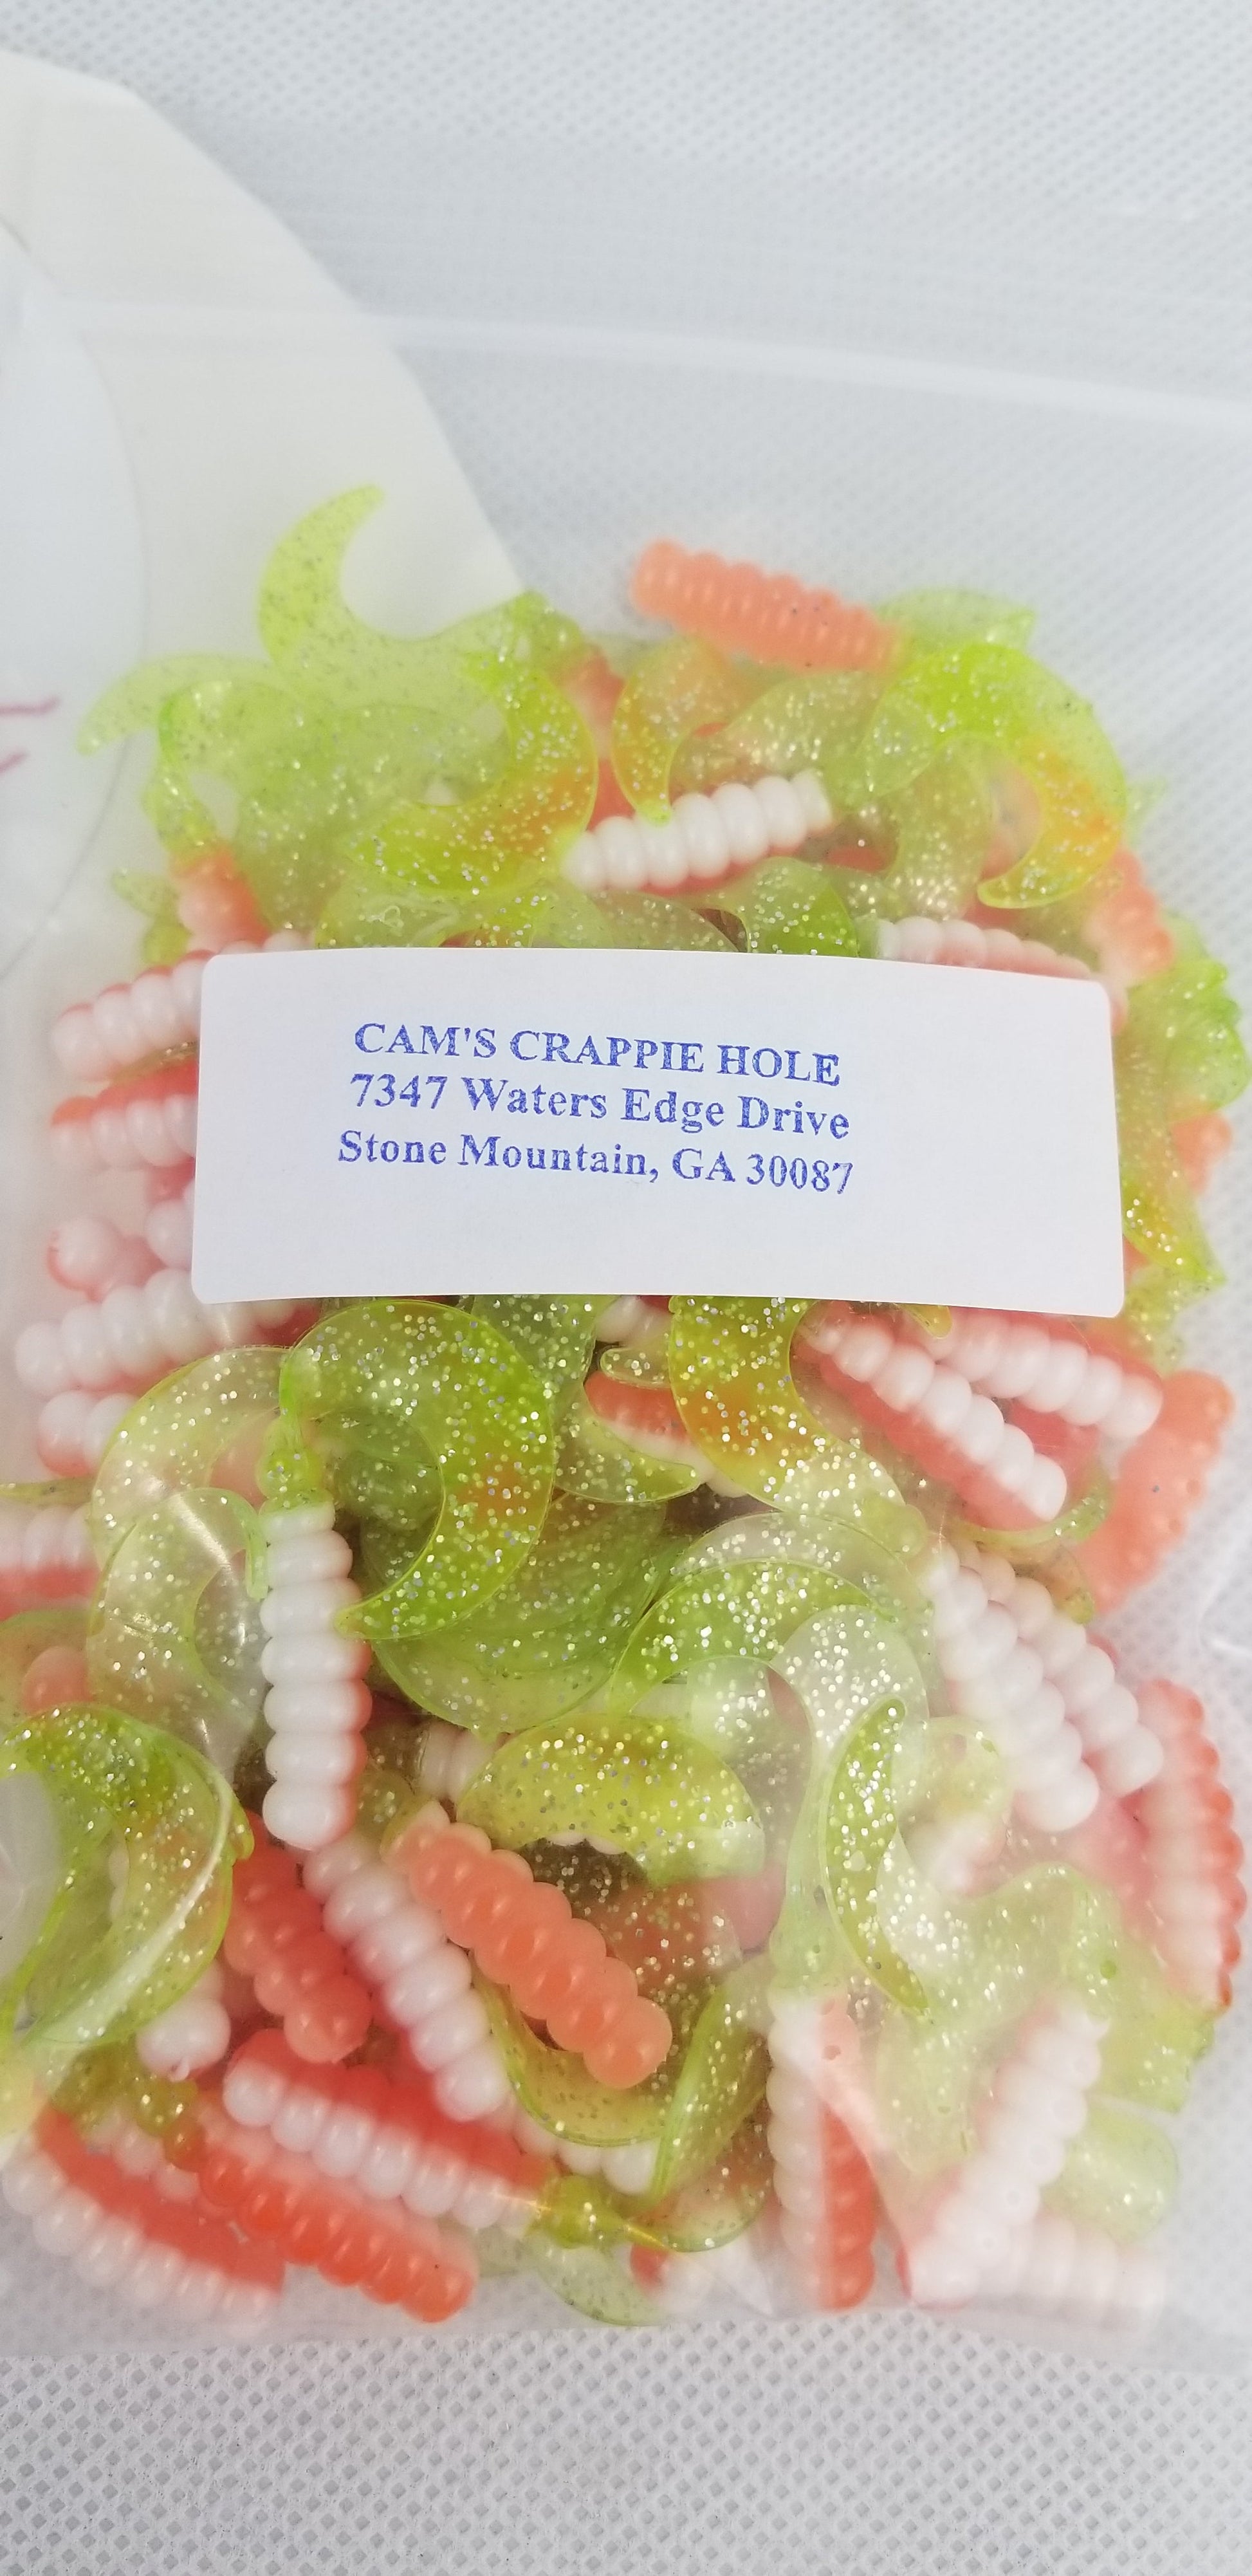 CAM'S CRAPPIE HOLE
7347 Waters Edge Drive
Stone Mountain, GA 30087